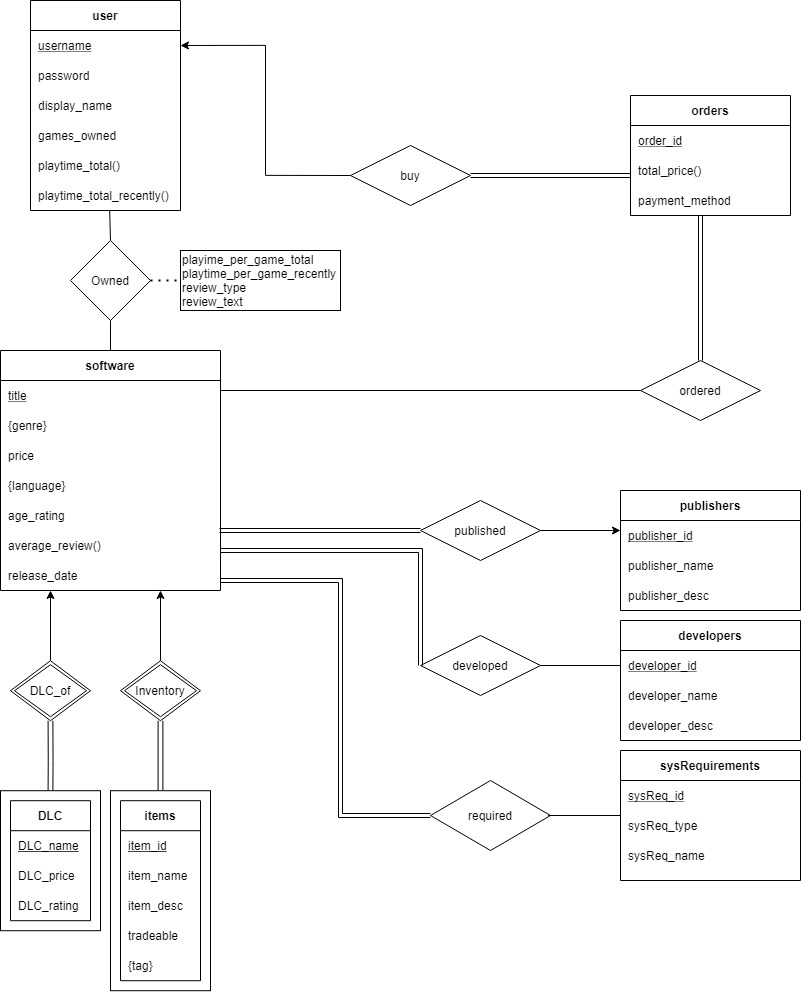 user
username
password
display_name
games_owned
playtime_total()
playtime_total_recently()
orders
order_id
total_price()
payment_method
buy
Owned
playime_per_game_total
playtime_per_game_recently
review_type
review_text
software
title
{genre}
price
{language}
age_rating
average_review()
release_date
ordered
published
publishers
publisher_id
publisher_name
publisher_desc
developed
developers
developer_id
developer_name
developer_desc
required
sysRequirements
sysReq_id
sysReq_type
sysReq_name
DLC_of
Inventory
DLC
DLC_name
DLC_price
DLC_rating
items
item_id
item_name
item_desc
tradeable
{tag}